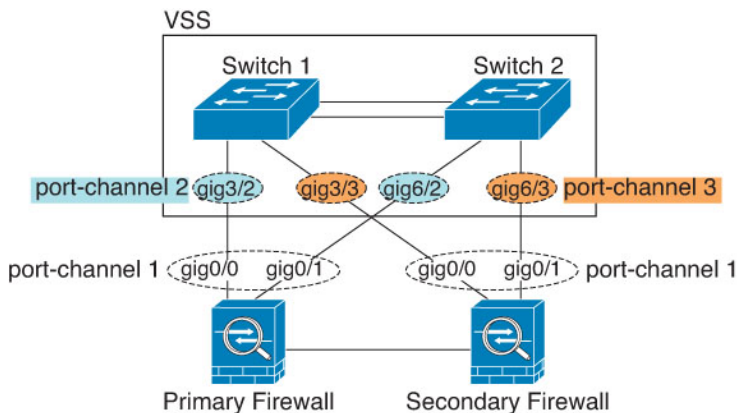 VSS
Switch 1 Switch 2
port-channel 2 gig3/2 gig3/3 gig6/2 gig6/3 port-channel 3
port-channel 1 gig0/0 gig0/1 gig0/0 gig0/1 port-channel 1
Primary Firewall Secondary Firewall